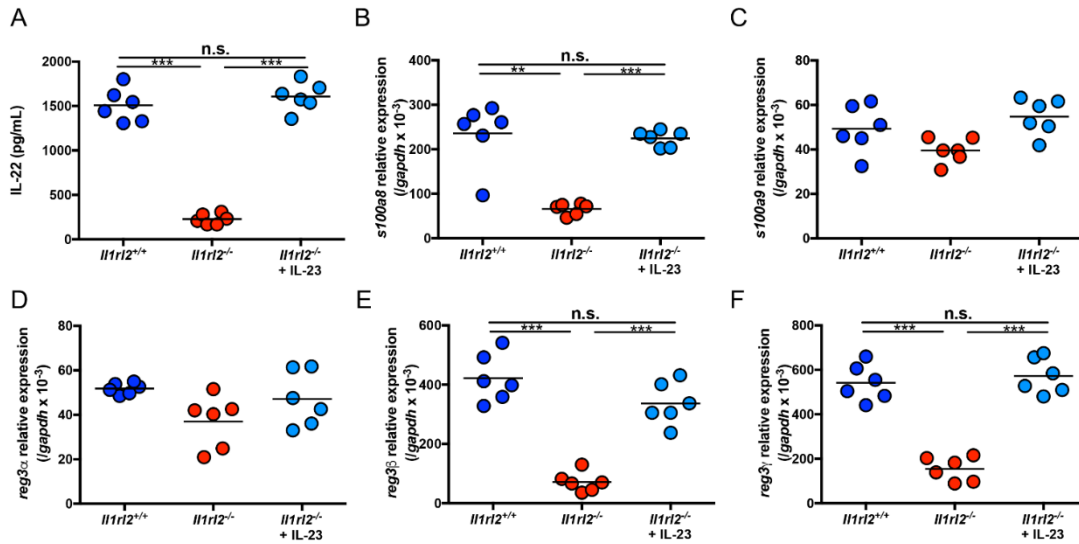 A
n.s.
***
***
IL-22 (pg/mL)
2000
1500
1000
500
0
Il1rl2+/+
Il1rl2-/-
Il1rl2-/-
+ IL-23
B
n.s.
**
***
s100a8 relative expression
(/gapdh x 10-3)
400
300
200
100
0
Il1rl2+/+
Il1rl2-/-
Il1rl2-/-
+ IL-23
C
s100a9 relative expression
(/gapdh x 10-3)
80
60
40
20
0
Il1rl2+/+
Il1rl2-/-
Il1rl2-/-
+ IL-23
D
reg3α relative expression
(/gapdh x 10-3)
80
60
40
20
0
Il1rl2+/+
Il1rl2-/-
Il1rl2-/-
+ IL-23
E
n.s.
***
***
reg3β relative expression
(/gapdh x 10-3)
600
400
200
0
Il1rl2+/+
Il1rl2-/-
Il1rl2-/-
+ IL-23
F
n.s.
***
***
reg3γ relative expression
(/gapdh x 10-3)
800
600
400
200
0
Il1rl2+/+
Il1rl2-/-
Il1rl2-/-
+ IL-23